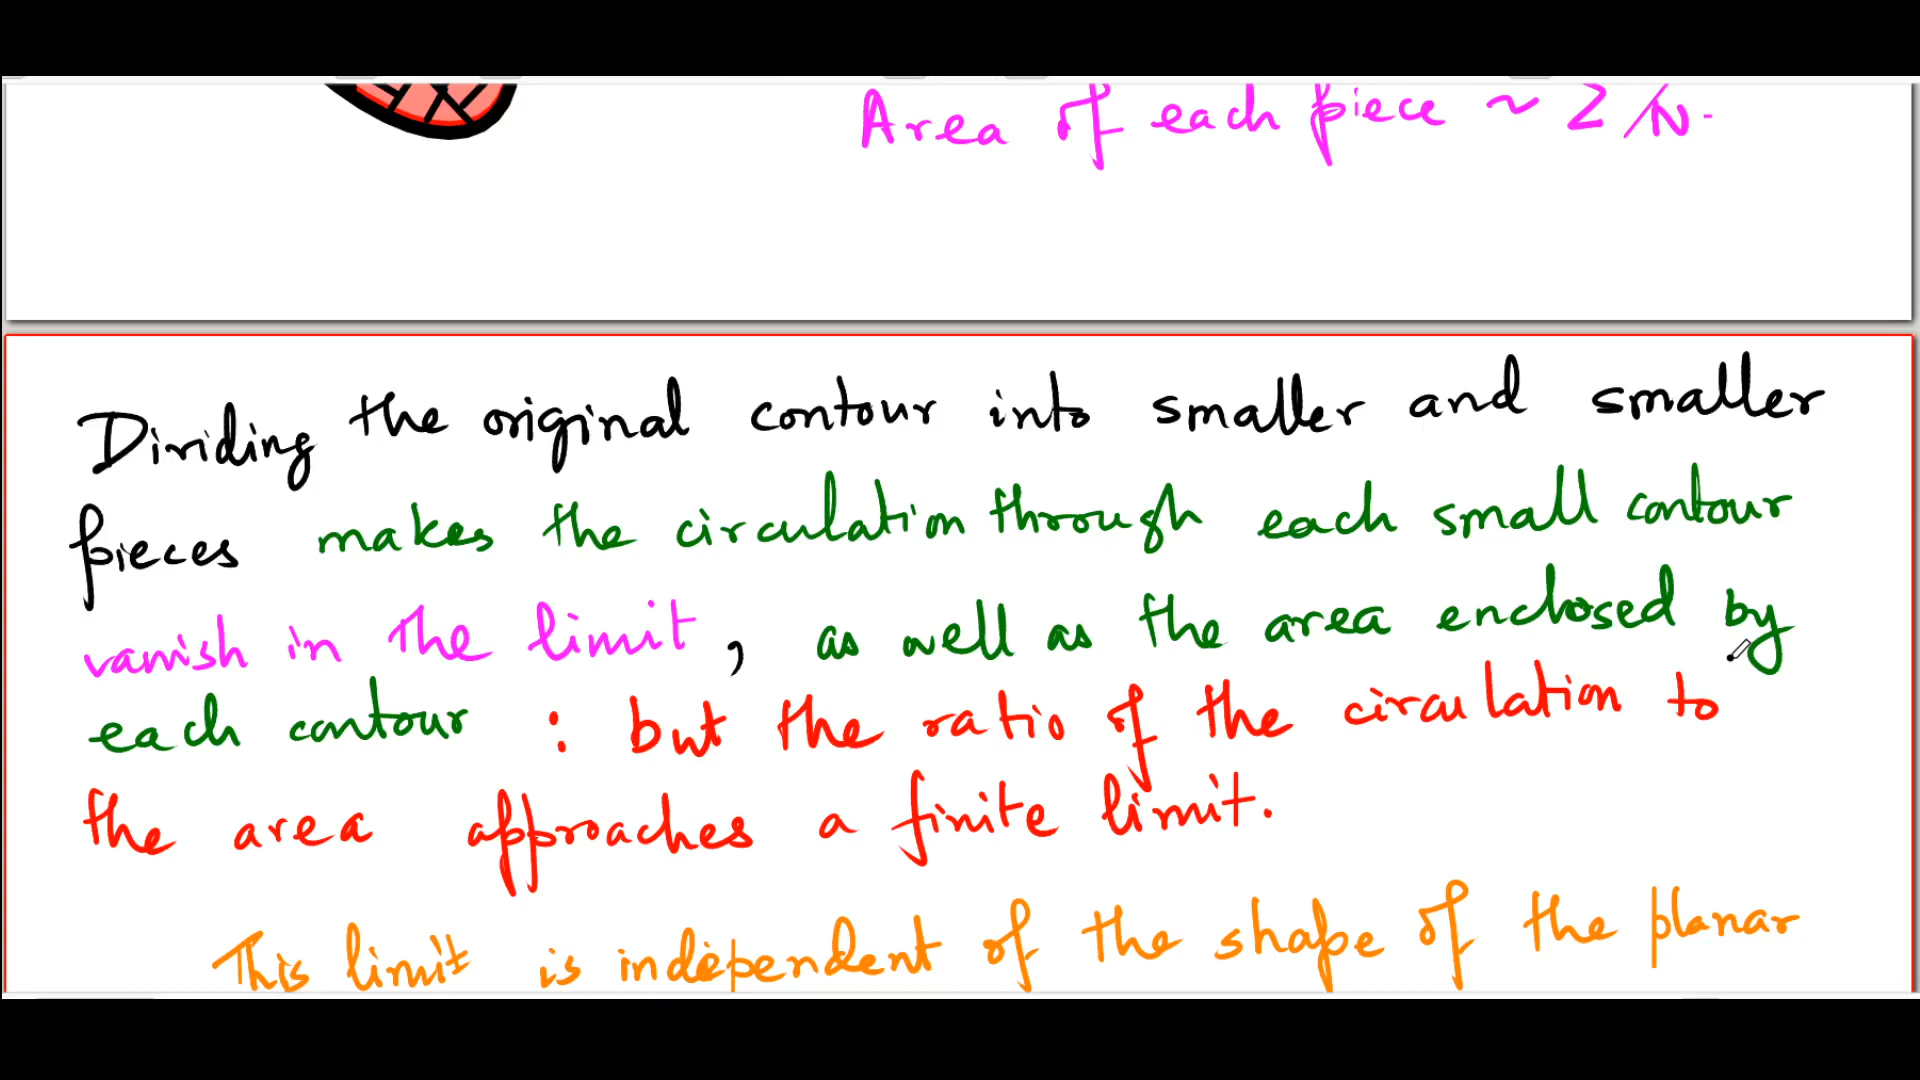 Area of each piece ~ Σ/N.
Dividing the original contour into smaller and smaller
pieces makes the circulation through each small contour
vanish in the limit, as well as the area enclosed by
each contour : but the ratio of the circulation to
the area approaches a finite limit.
This limit is independent of the shape of the planar